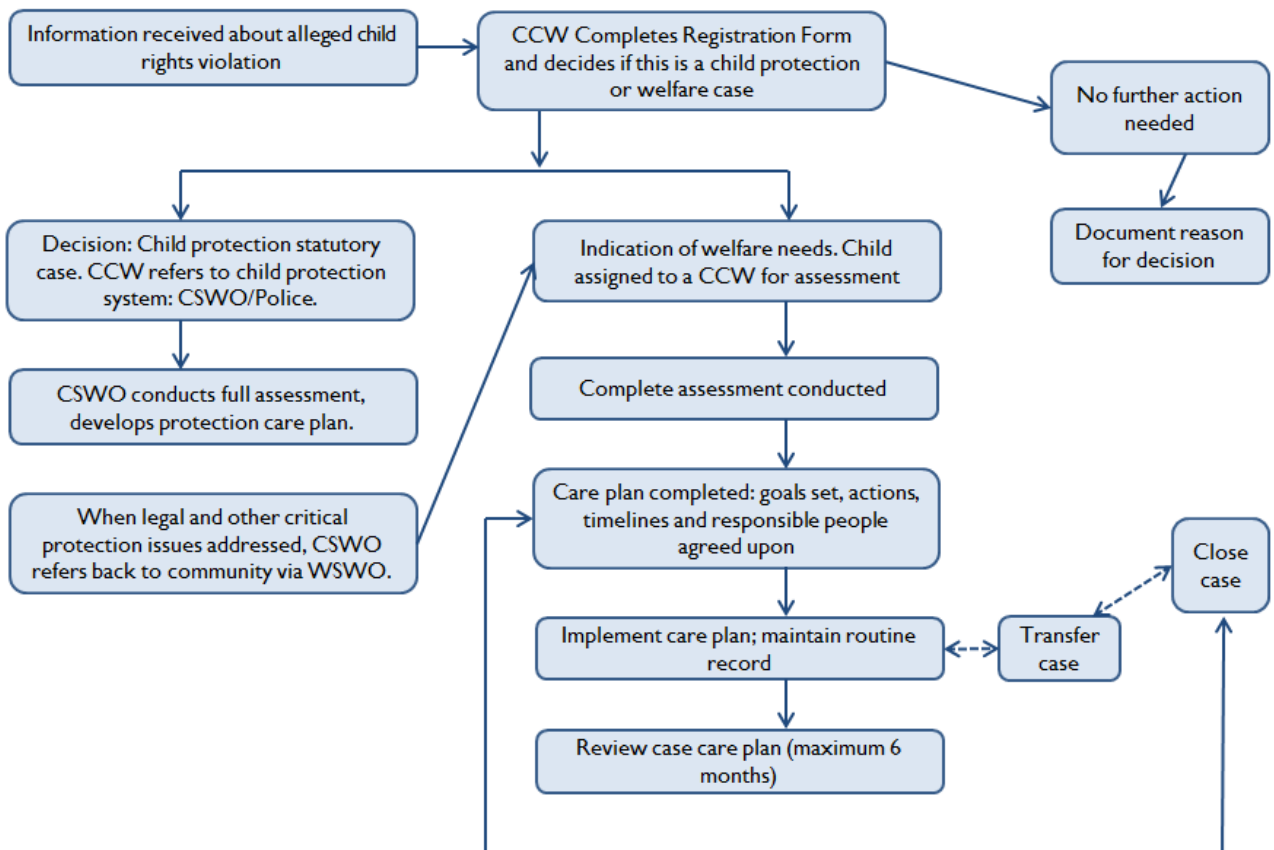 Information received about alleged child
rights violation
CCW Completes Registration Form
and decides if this is a child protection
or welfare case
No further action
needed
Document reason
for decision
Decision: Child protection statutory
case. CCW refers to child protection
system: CSWO/Police.
Indication of welfare needs. Child
assigned to a CCW for assessment
CSWO conducts full assessment,
develops protection care plan.
Complete assessment conducted
When legal and other critical
protection issues addressed, CSWO
refers back to community via WSWO.
Care plan completed: goals set, actions,
timelines and responsible people
agreed upon
Close
case
Implement care plan; maintain routine
record
Transfer
case
Review case care plan (maximum 6
months)